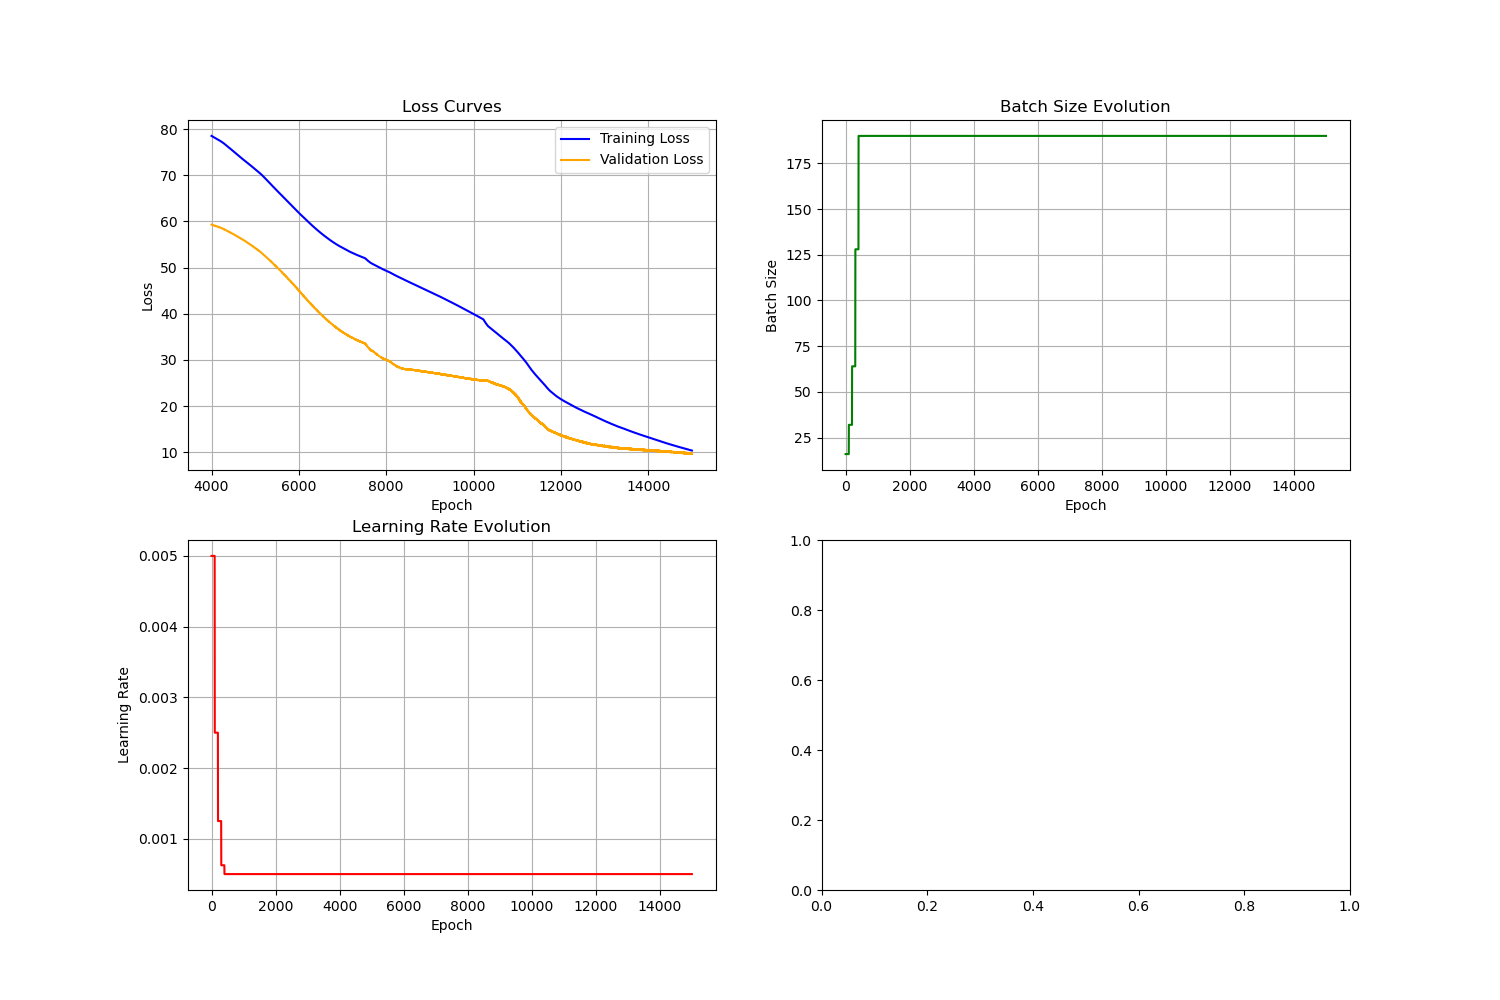 Loss Curves
80
70
60
50
40
30
20
10
Loss
Training Loss
Validation Loss
4000 6000 8000 10000 12000 14000
Epoch
Batch Size Evolution
175
150
125
100
75
50
25
Batch Size
0 2000 4000 6000 8000 10000 12000 14000
Epoch
Learning Rate Evolution
0.005
0.004
0.003
0.002
0.001
Learning Rate
0 2000 4000 6000 8000 10000 12000 14000
Epoch
1.0
0.8
0.6
0.4
0.2
0.0
0.0 0.2 0.4 0.6 0.8 1.0